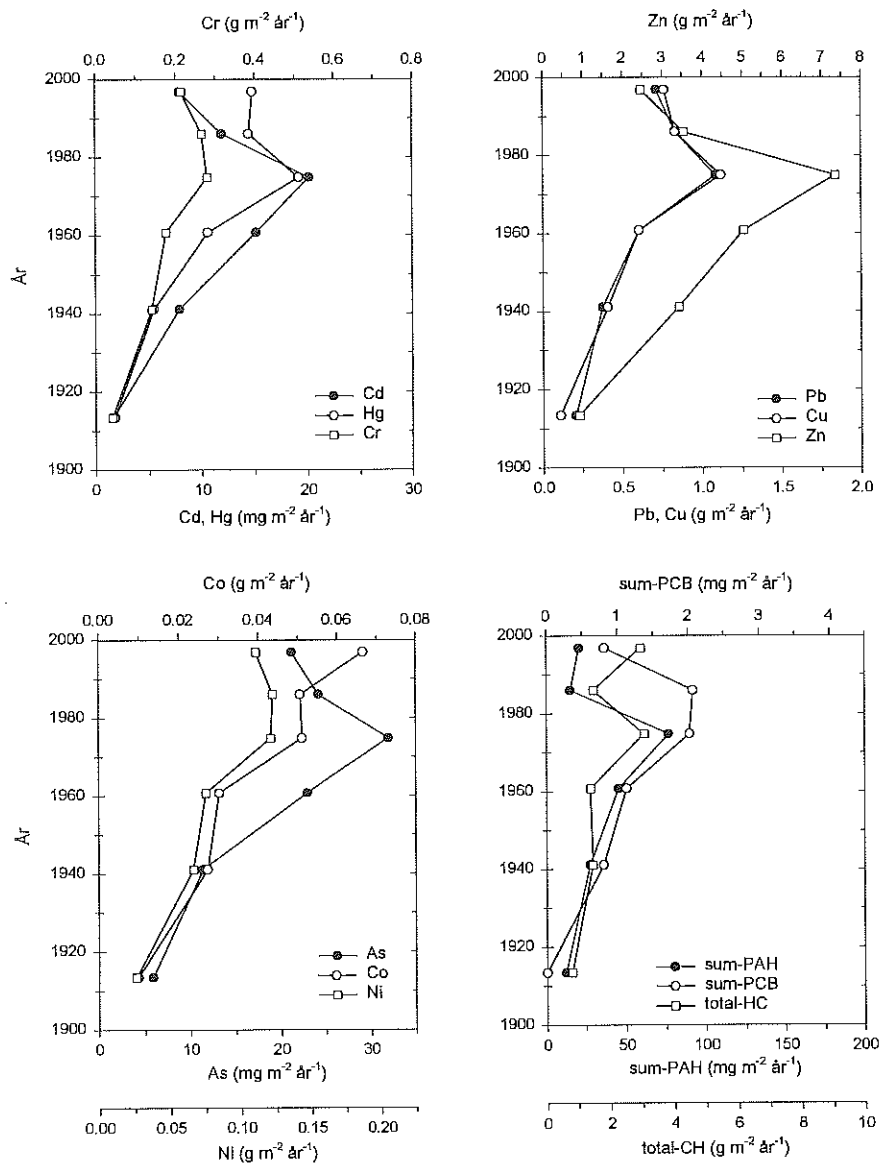 Cr (g m⁻² år⁻¹)
0.0 0.2 0.4 0.6 0.8
2000
1980
1960
1940
1920
1900
År
Cd
Hg
Cr
0 10 20 30
Cd, Hg (mg m⁻² år⁻¹)
Zn (g m⁻² år⁻¹)
0 1 2 3 4 5 6 7 8
2000
1980
1960
1940
1920
1900
Pb
Cu
Zn
0.0 0.5 1.0 1.5 2.0
Pb, Cu (g m⁻² år⁻¹)
Co (g m⁻² år⁻¹)
0.00 0.02 0.04 0.06 0.08
2000
1980
1960
1940
1920
1900
År
As
Co
Ni
0 10 20 30
As (mg m⁻² år⁻¹)
0.00 0.05 0.10 0.15 0.20
Ni (g m⁻² år⁻¹)
sum-PCB (mg m⁻² år⁻¹)
0 1 2 3 4
2000
1980
1960
1940
1920
1900
sum-PAH
sum-PCB
total-HC
0 50 100 150 200
sum-PAH (mg m⁻² år⁻¹)
0 2 4 6 8 10
total-CH (g m⁻² år⁻¹)